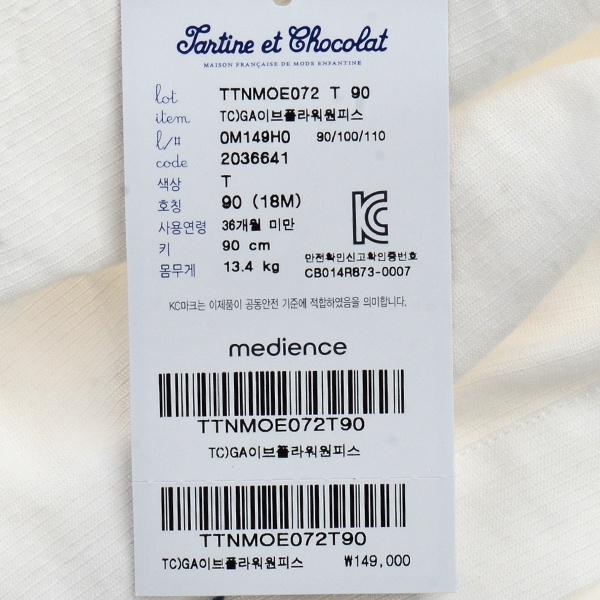 Tartine et Chocolat
MAISON FRANÇAISE DE MODE ENFANTINE
lot TTNMOE072 T 90
item TC)GA이브플라워원피스
l/# 0M149H0 90/100/110
code 2036641
색상 T
호칭 90 (18M)
사용연령 36개월 미만
키 90 cm
몸무게 13.4 kg
안전확인신고확인증번호
CB014R873-0007
KC마크는 이제품이 공통안전 기준에 적합하였음을 의미합니다.
medience
TTNMOE072T90
TC)GA이브플라워원피스
TTNMOE072T90
TC)GA이브플라워원피스 ₩149,000